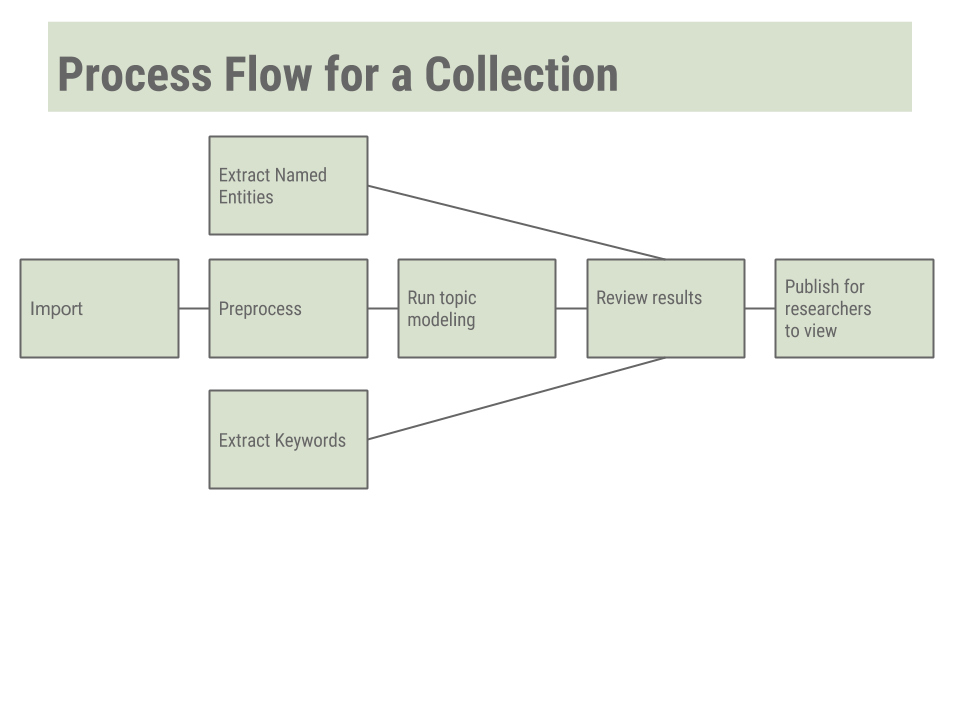 Process Flow for a Collection
Extract Named
Entities
Import
Preprocess
Run topic
modeling
Review results
Publish for
researchers
to view
Extract Keywords